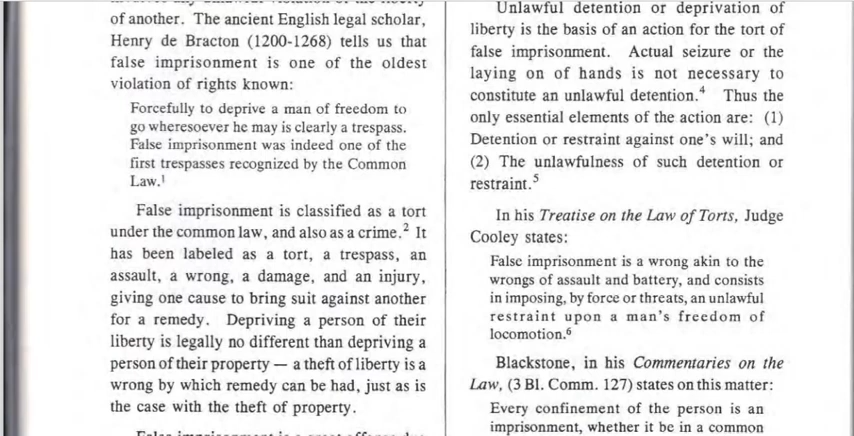 of another. The ancient English legal scholar,
Henry de Bracton (1200-1268) tells us that
false imprisonment is one of the oldest
violation of rights known:
Forcefully to deprive a man of freedom to
go wheresoever he may is clearly a trespass.
False imprisonment was indeed one of the
first trespasses recognized by the Common
Law.¹
False imprisonment is classified as a tort
under the common law, and also as a crime.² It
has been labeled as a tort, a trespass, an
assault, a wrong, a damage, and an injury,
giving one cause to bring suit against another
for a remedy. Depriving a person of their
liberty is legally no different than depriving a
person of their property — a theft of liberty is a
wrong by which remedy can be had, just as is
the case with the theft of property.
False imprisonment is a great offense
Unlawful detention or deprivation of
liberty is the basis of an action for the tort of
false imprisonment. Actual seizure or the
laying on of hands is not necessary to
constitute an unlawful detention.⁴ Thus the
only essential elements of the action are: (1)
Detention or restraint against one's will; and
(2) The unlawfulness of such detention or
restraint.⁵
In his Treatise on the Law of Torts, Judge
Cooley states:
False imprisonment is a wrong akin to the
wrongs of assault and battery, and consists
in imposing, by force or threats, an unlawful
restraint upon a man's freedom of
locomotion.⁶
Blackstone, in his Commentaries on the
Law, (3 Bl. Comm. 127) states on this matter:
Every confinement of the person is an
imprisonment, whether it be in a common